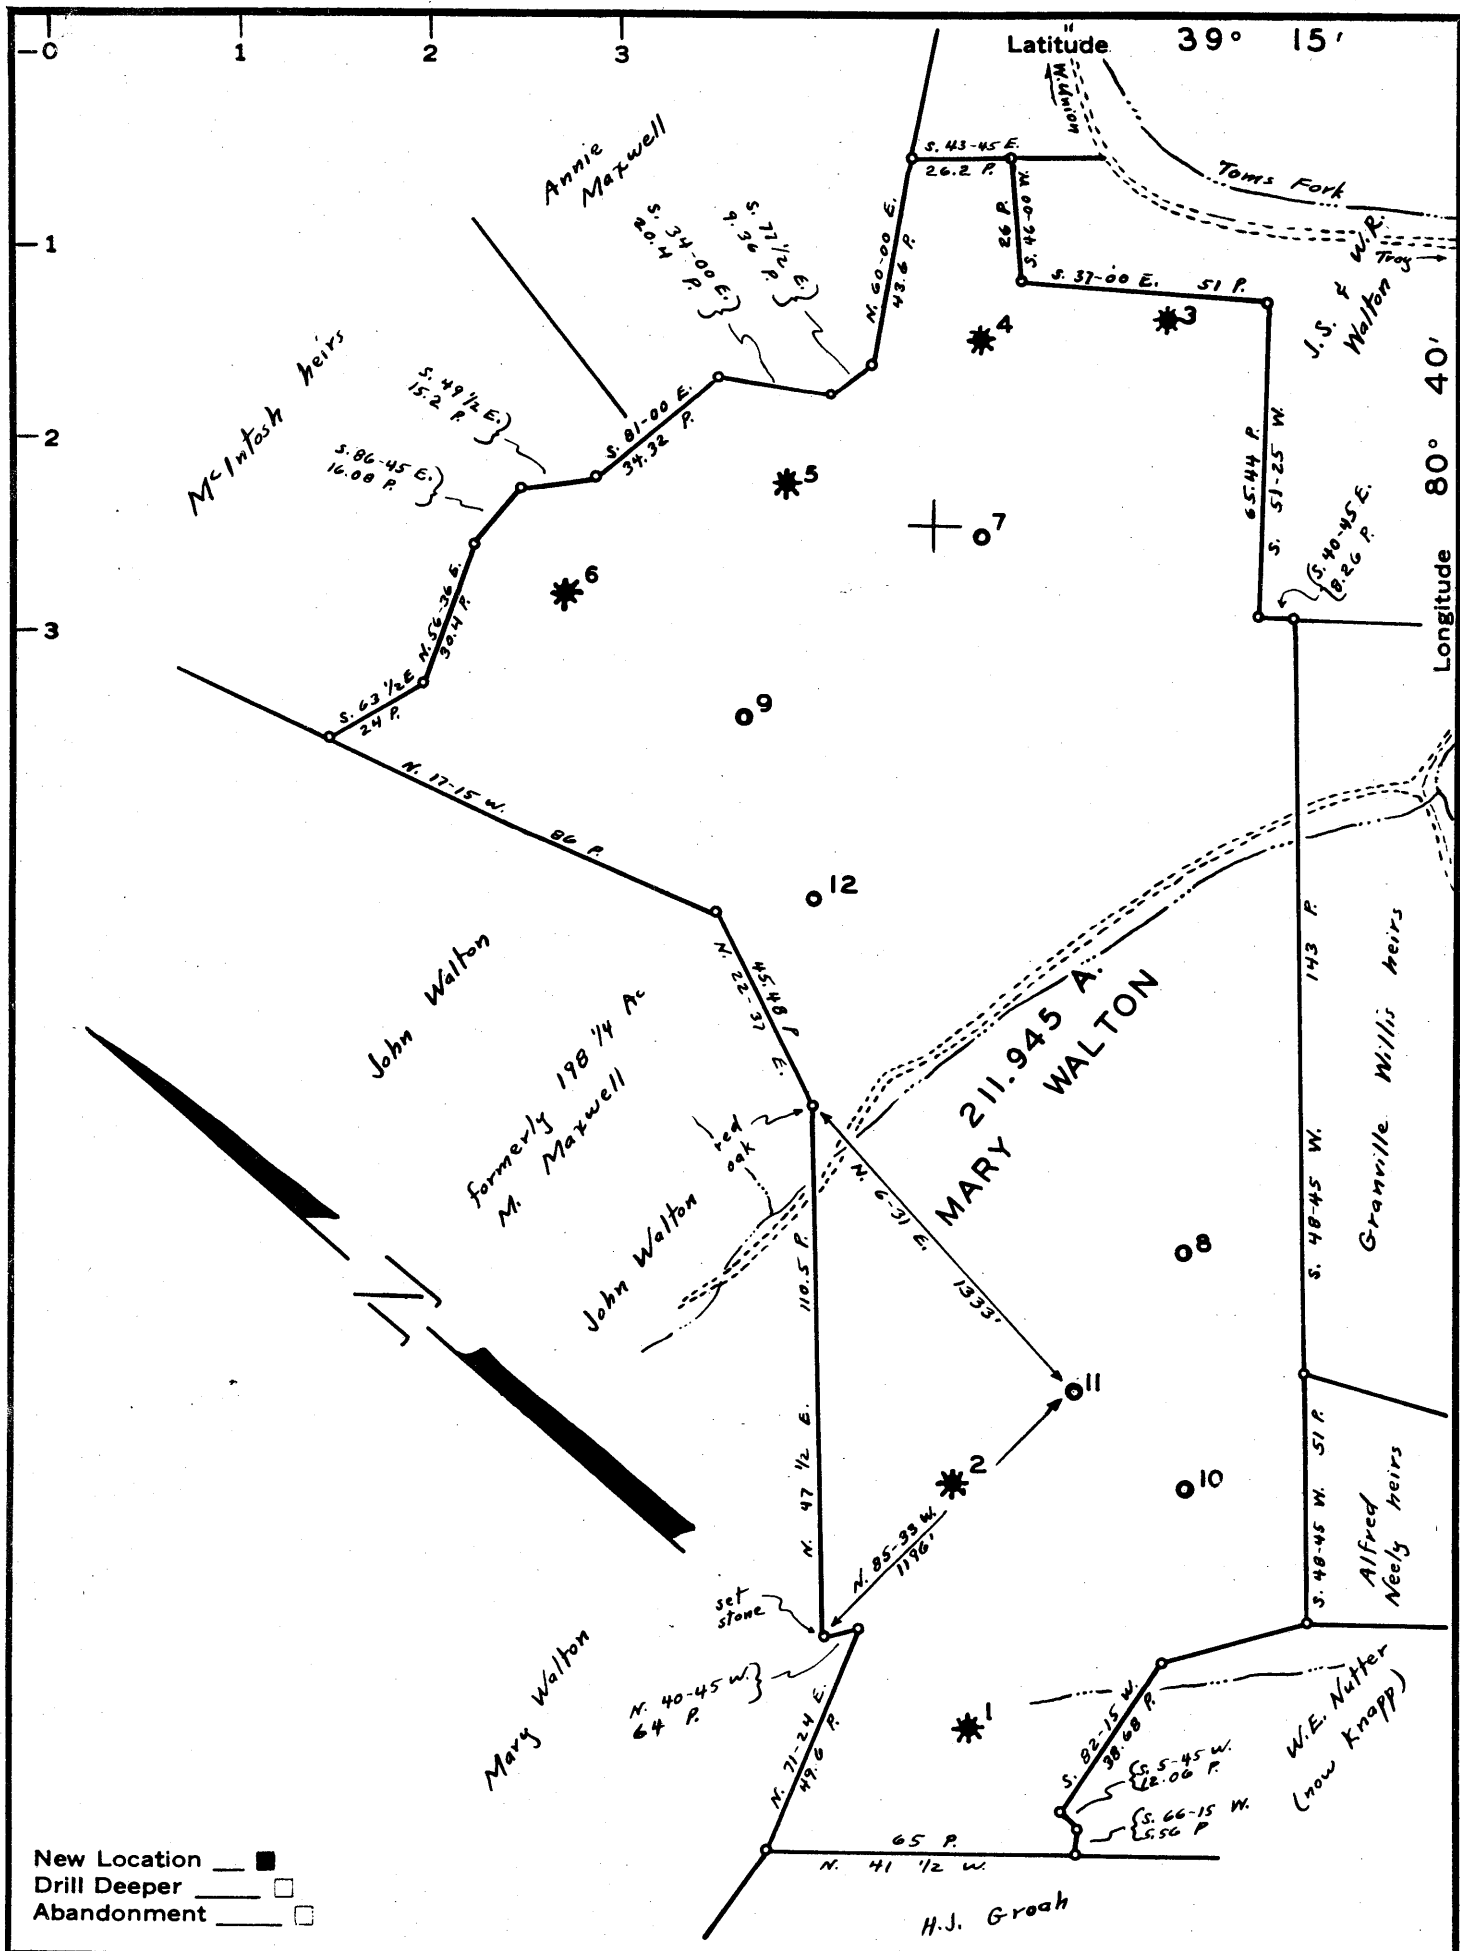 Latitude 39° 15'
0
1
2
3
1
2
3
Longitude 80° 40'
Annie
Maxwell
Wilnion
Toms Fork
Troy
J.S. & W.R.
Walton
S. 43-45 E.
26.2 P.
26 P.
S. 46-00 W.
S. 37-00 E. 51 P.
N. 60-00 E.
43.6 P.
S. 77 1/2 E.
9.36 P.
S. 34-00 E.
20.4 P.
McIntosh heirs
S. 49 1/2 E.
15.2 P.
S. 86-45 E.
16.08 P.
S. 81-00 E.
34.32 P.
4
3
5
7
6
9
65.44 P.
S. 51-25 W.
S. 40-45 E.
8.26 P.
N. 56-36 E.
30.4 P.
S. 63 1/2 E
24 P.
N. 17-15 W.
86 P.
12
John Walton
formerly 198 1/4 Ac
M. Maxwell
45.48 P
N. 22-37 E.
211.945 A.
MARY WALTON
143 P
S. 48-45 W.
Granville Willis heirs
red
oak
John Walton
N. 6-31 E.
1333'
8
110.5 P.
N. 47 1/2 E.
11
2
10
N. 85-33 W.
1196'
S. 48-45 W. 51 P.
Alfred
Neely heirs
set
stone
N. 40-45 W.
64 P.
Mary Walton
1
N. 71-24 E.
49.6 P.
S. 82-15 W.
38.68 P.
S. 5-45 W.
12.06 P.
S. 66-15 W.
5.56 P
W.E. Nutter
(now Knapp)
65 P.
N. 41 1/2 W.
H.J. Groah
New Location
Drill Deeper
Abandonment